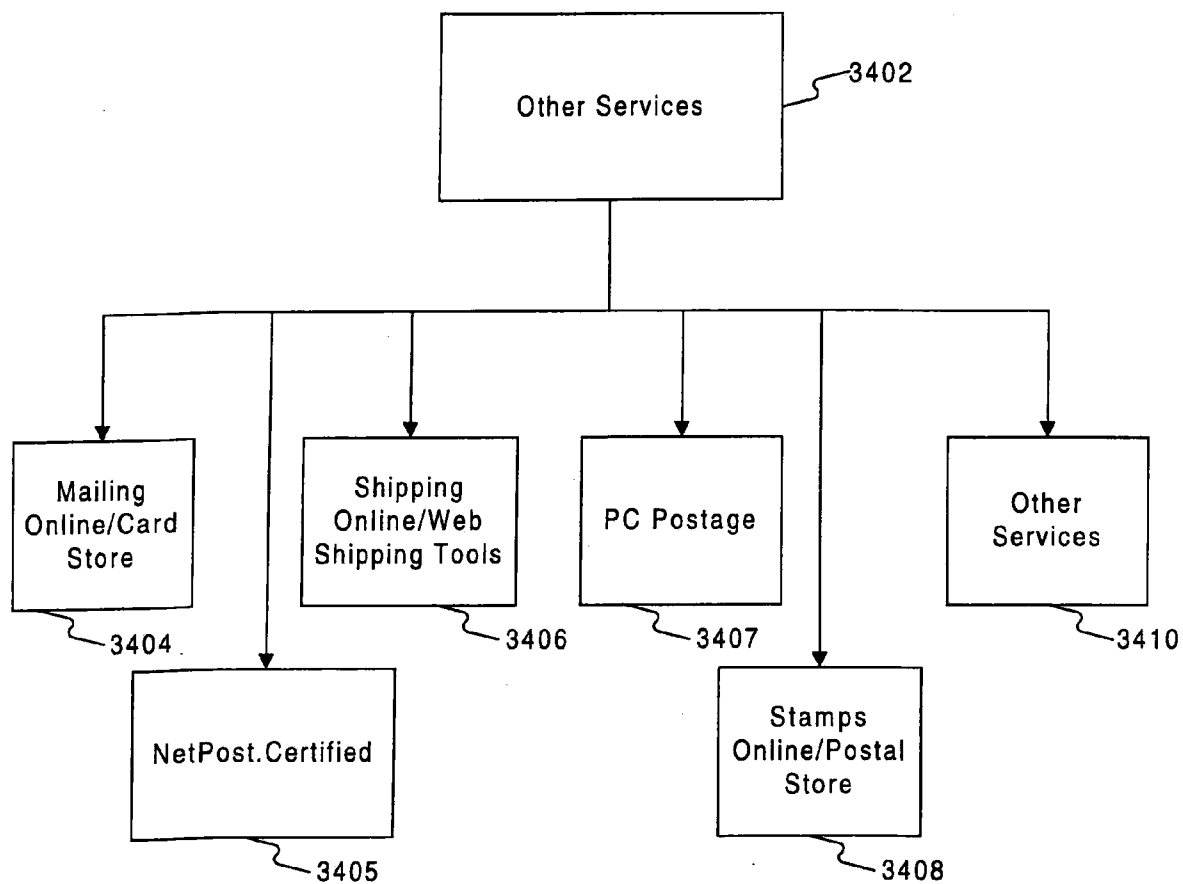 Other Services
3402
Mailing
Online/Card
Store
3404
Shipping
Online/Web
Shipping Tools
3406
PC Postage
3407
Other
Services
3410
NetPost.Certified
3405
Stamps
Online/Postal
Store
3408